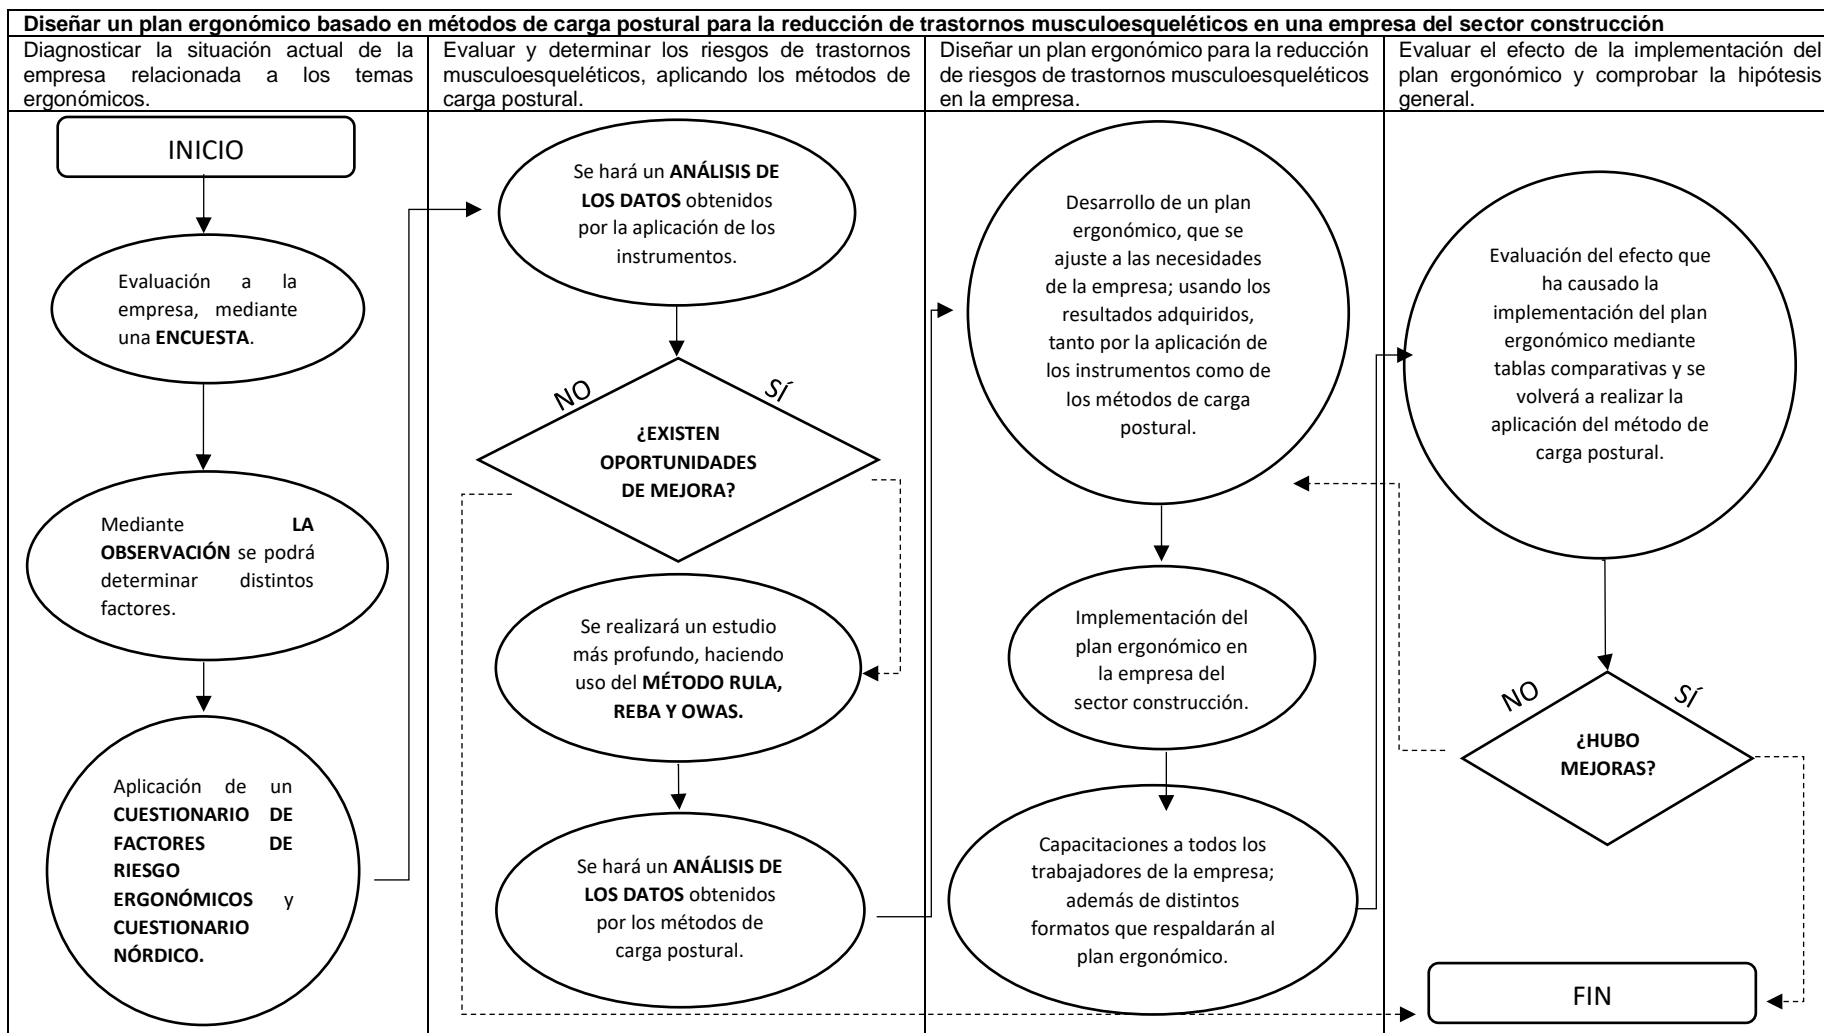 Diseñar un plan ergonómico basado en métodos de carga postural para la reducción de trastornos musculoesqueléticos en una empresa del sector construcción
Diagnosticar la situación actual de la
empresa relacionada a los temas
ergonómicos.
Evaluar y determinar los riesgos de trastornos
musculoesqueléticos, aplicando los métodos de
carga postural.
Diseñar un plan ergonómico para la reducción
de riesgos de trastornos musculoesqueléticos
en la empresa.
Evaluar el efecto de la implementación del
plan ergonómico y comprobar la hipótesis
general.
INICIO
Evaluación a la
empresa, mediante
una ENCUESTA.
Mediante LA
OBSERVACIÓN se podrá
determinar distintos
factores.
Aplicación de un
CUESTIONARIO DE
FACTORES DE
RIESGO
ERGONÓMICOS y
CUESTIONARIO
NÓRDICO.
Se hará un ANÁLISIS DE
LOS DATOS obtenidos
por la aplicación de los
instrumentos.
NO
SÍ
¿EXISTEN
OPORTUNIDADES
DE MEJORA?
Se realizará un estudio
más profundo, haciendo
uso del MÉTODO RULA,
REBA Y OWAS.
Se hará un ANÁLISIS DE
LOS DATOS obtenidos
por los métodos de
carga postural.
Desarrollo de un plan
ergonómico, que se
ajuste a las necesidades
de la empresa; usando los
resultados adquiridos,
tanto por la aplicación de
los instrumentos como de
los métodos de carga
postural.
Implementación del
plan ergonómico en
la empresa del
sector construcción.
Capacitaciones a todos los
trabajadores de la empresa;
además de distintos
formatos que respaldarán al
plan ergonómico.
Evaluación del efecto que
ha causado la
implementación del plan
ergonómico mediante
tablas comparativas y se
volverá a realizar la
aplicación del método de
carga postural.
NO
SÍ
¿HUBO
MEJORAS?
FIN